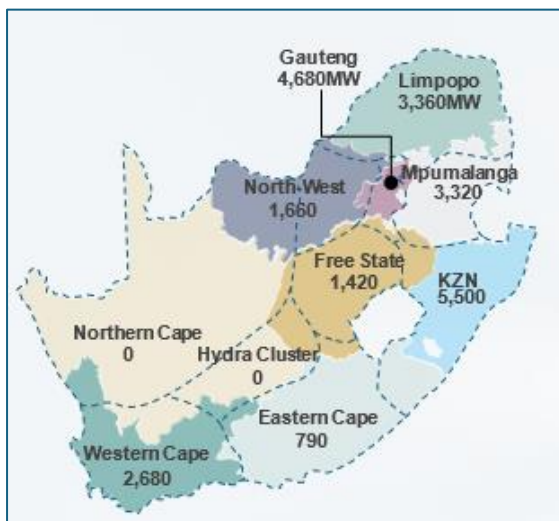 Gauteng
4,680MW
Limpopo
3,360MW
Mpumalanga
3,320
North-West
1,660
Free State
1,420
KZN
5,500
Northern Cape
0
Hydra Cluster
0
Eastern Cape
790
Western Cape
2,680